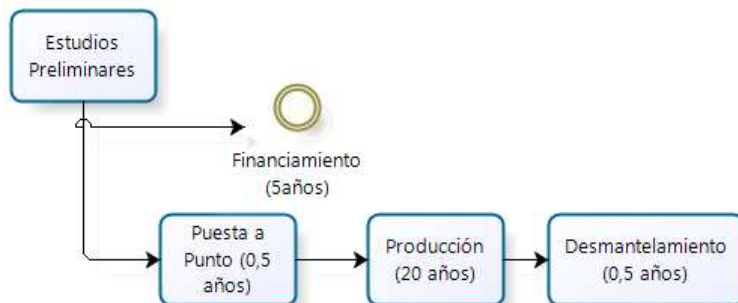 Estudios
Preliminares
Financiamiento
(5años)
Puesta a
Punto (0,5
años)
Producción
(20 años)
Desmantelamiento
(0,5 años)